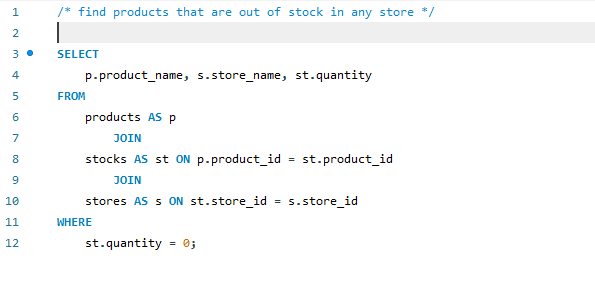 1 /* find products that are out of stock in any store */
2
3 SELECT
4 p.product_name, s.store_name, st.quantity
5 FROM
6 products AS p
7 JOIN
8 stocks AS st ON p.product_id = st.product_id
9 JOIN
10 stores AS s ON st.store_id = s.store_id
11 WHERE
12 st.quantity = 0;